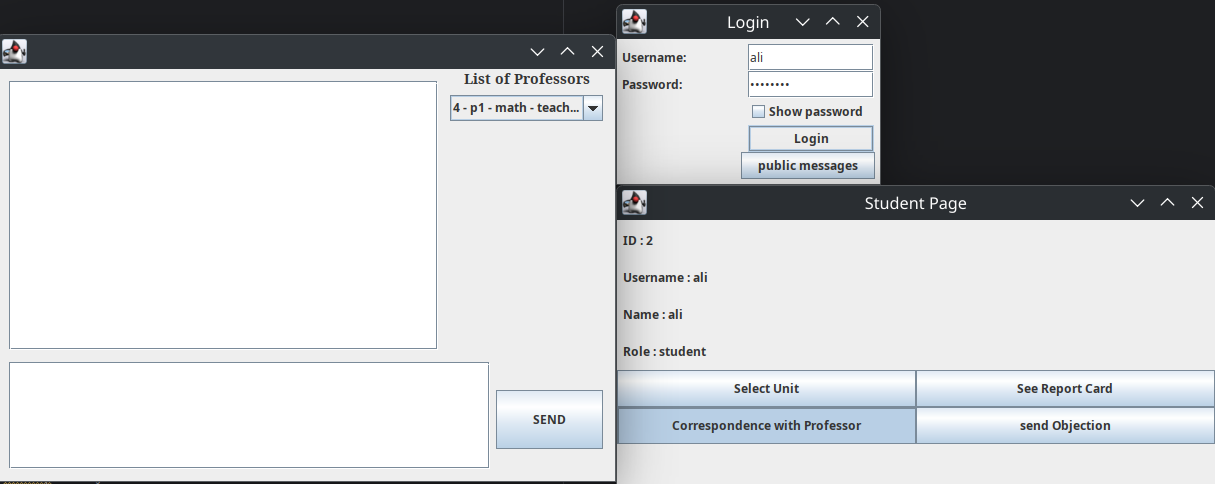 List of Professors
4 - p1 - math - teach...
SEND
Login
Username:
ali
Password:
••••••••
Show password
Login
public messages
Student Page
ID : 2
Username : ali
Name : ali
Role : student
Select Unit
See Report Card
Correspondence with Professor
send Objection